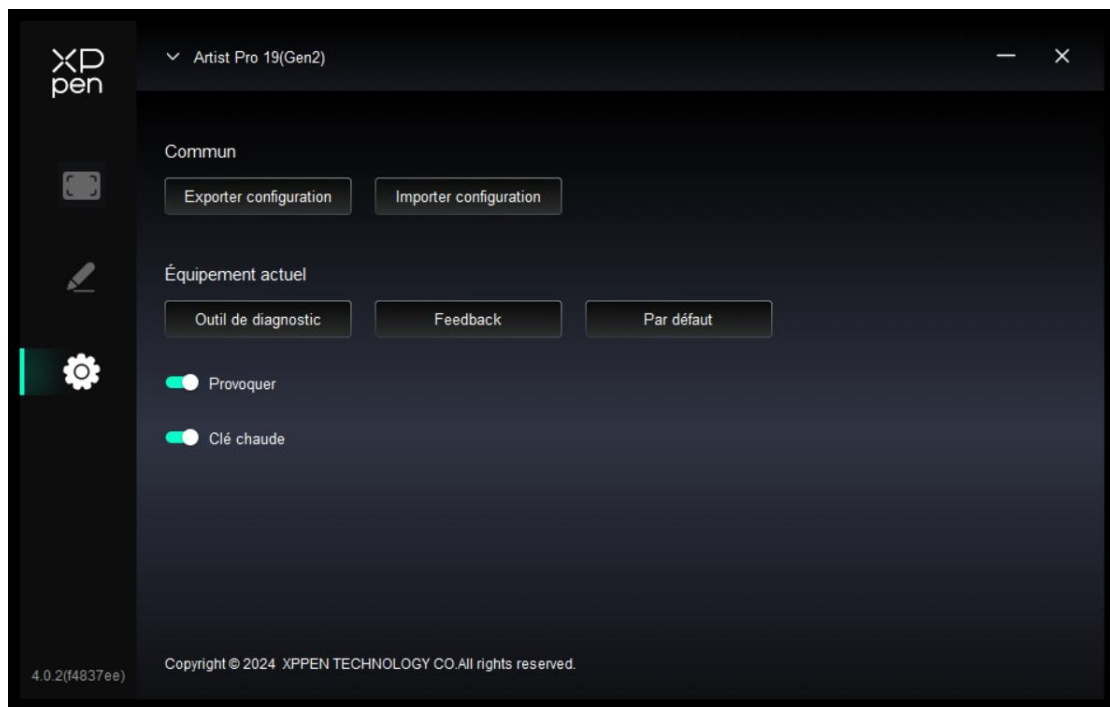 XP
pen
Artist Pro 19(Gen2)
Commun
Exporter configuration
Importer configuration
Équipement actuel
Outil de diagnostic
Feedback
Par défaut
Provoquer
Clé chaude
Copyright © 2024 XPPEN TECHNOLOGY CO.All rights reserved.
4.0.2(f4837ee)